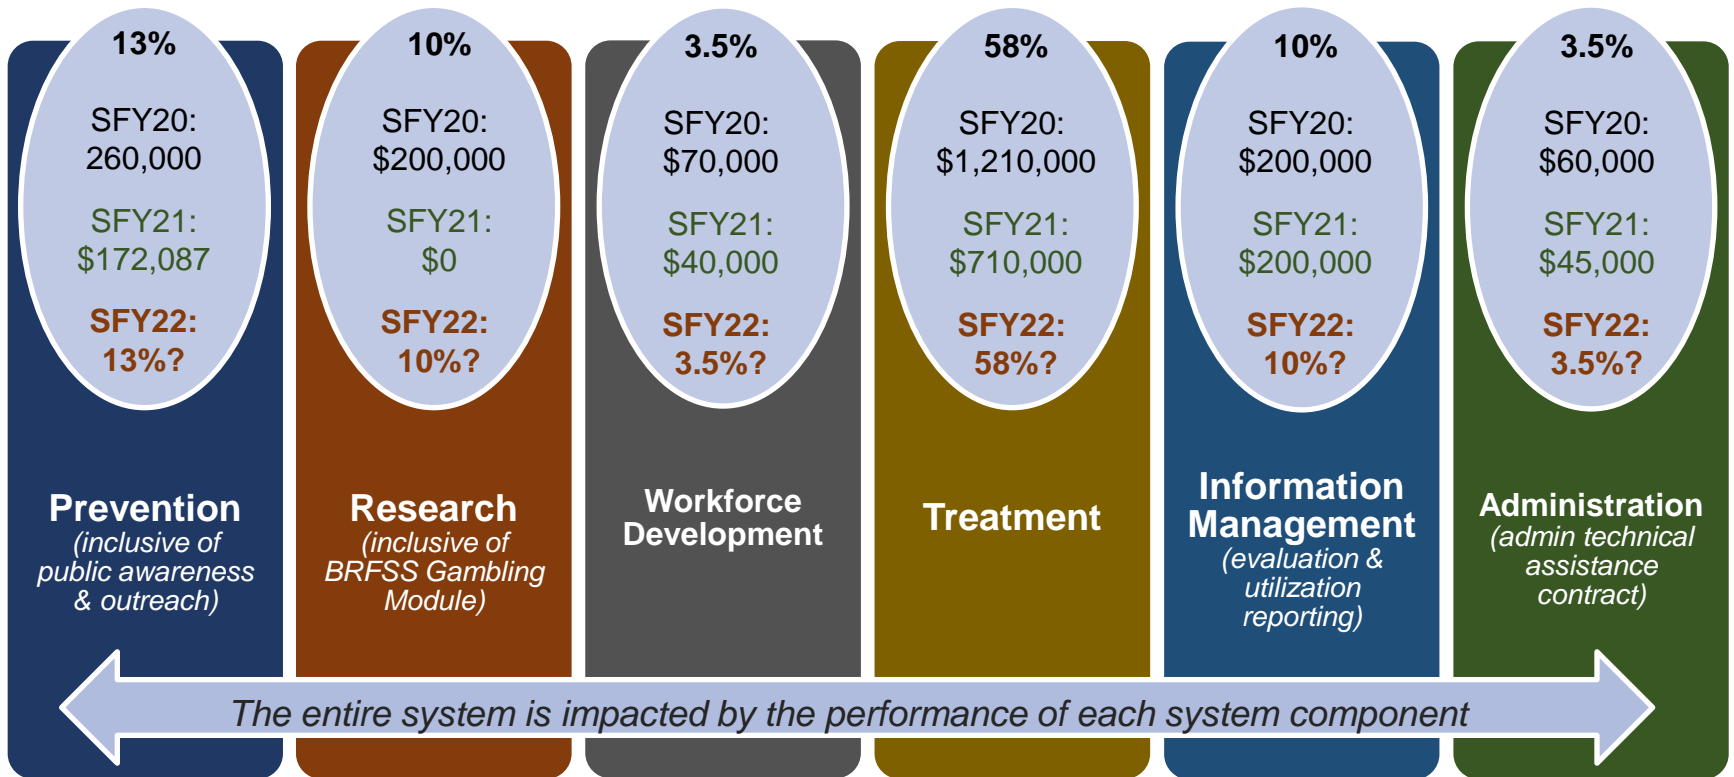 13%
SFY20:
260,000
SFY21:
$172,087
SFY22:
13%?
Prevention
(inclusive of
public awareness
& outreach)
10%
SFY20:
$200,000
SFY21:
$0
SFY22:
10%?
Research
(inclusive of
BRFSS Gambling
Module)
3.5%
SFY20:
$70,000
SFY21:
$40,000
SFY22:
3.5%?
Workforce
Development
58%
SFY20:
$1,210,000
SFY21:
$710,000
SFY22:
58%?
Treatment
10%
SFY20:
$200,000
SFY21:
$200,000
SFY22:
10%?
Information
Management
(evaluation &
utilization
reporting)
3.5%
SFY20:
$60,000
SFY21:
$45,000
SFY22:
3.5%?
Administration
(admin technical
assistance
contract)
The entire system is impacted by the performance of each system component